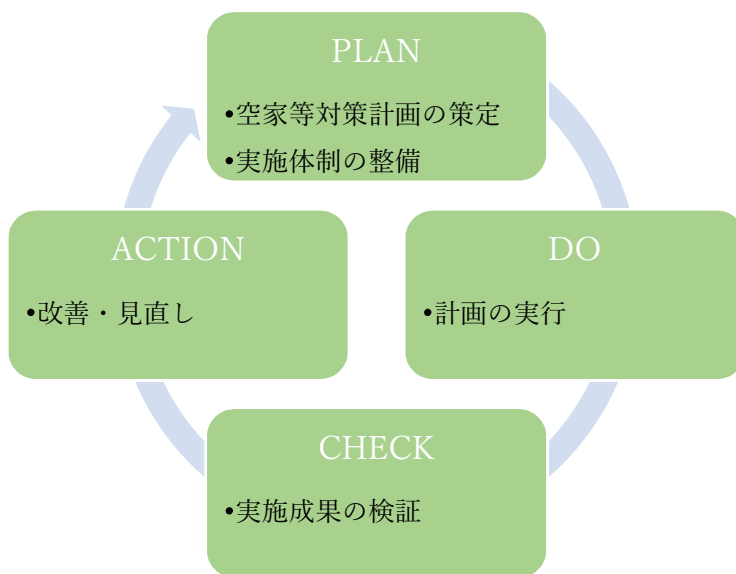 PLAN
•空家等対策計画の策定
•実施体制の整備
DO
•計画の実行
CHECK
•実施成果の検証
ACTION
•改善・見直し